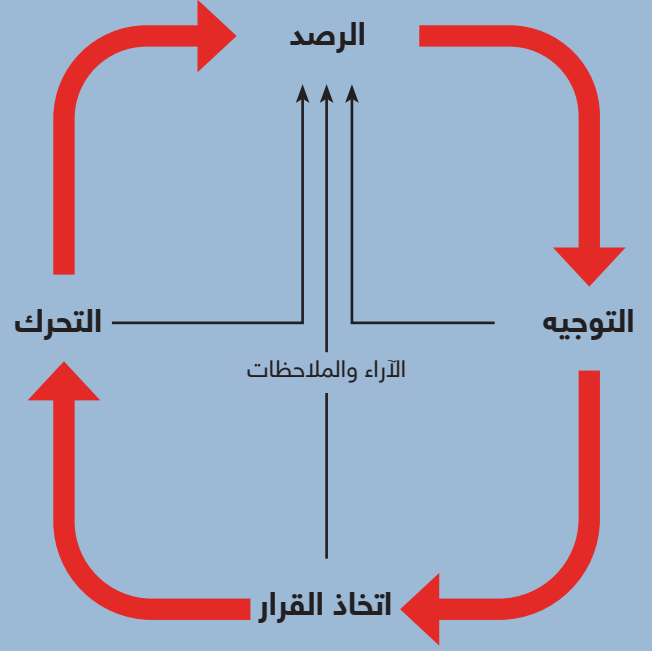 الرصد
التوجيه
التحرك
الآراء والملاحظات
اتخاذ القرار